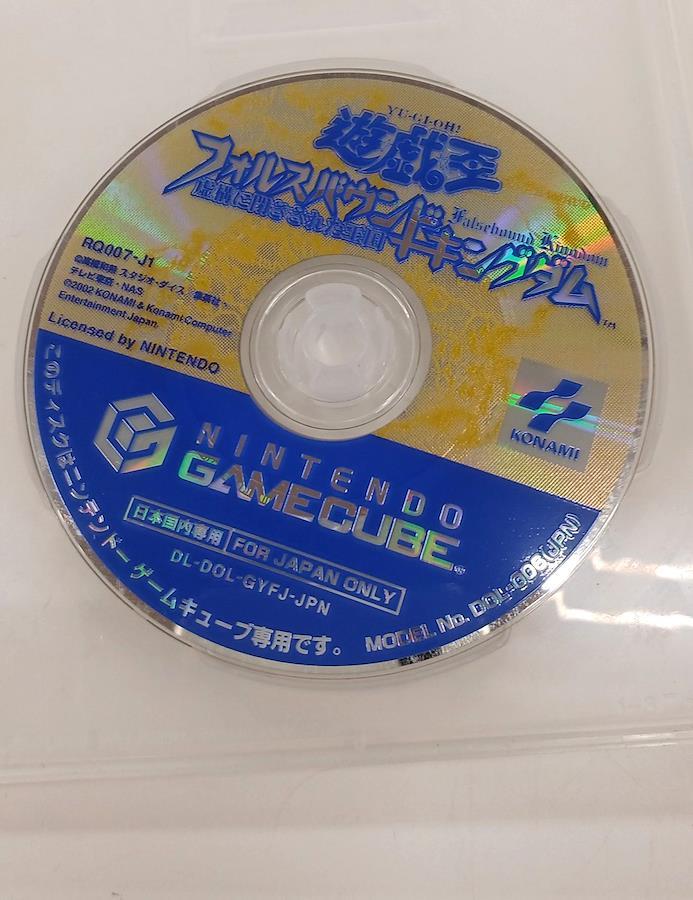 YU-GI-OH!
遊戯王
フォルスバウンドキングダム
Falsebound Kingdom
虚構に閉ざされた王国
TM
RQ007-J1
©高橋和希 スタジオ・ダイス/集英社・
テレビ東京・NAS
©2002 KONAMI & Konami Computer
Entertainment Japan.
Licensed by NINTENDO
KONAMI
NINTENDO
GAMECUBE
日本国内専用 FOR JAPAN ONLY
DL-DOL-GYFJ-JPN
MODEL No. DOL-006(JPN)
このディスクはニンテンドー ゲームキューブ専用です。